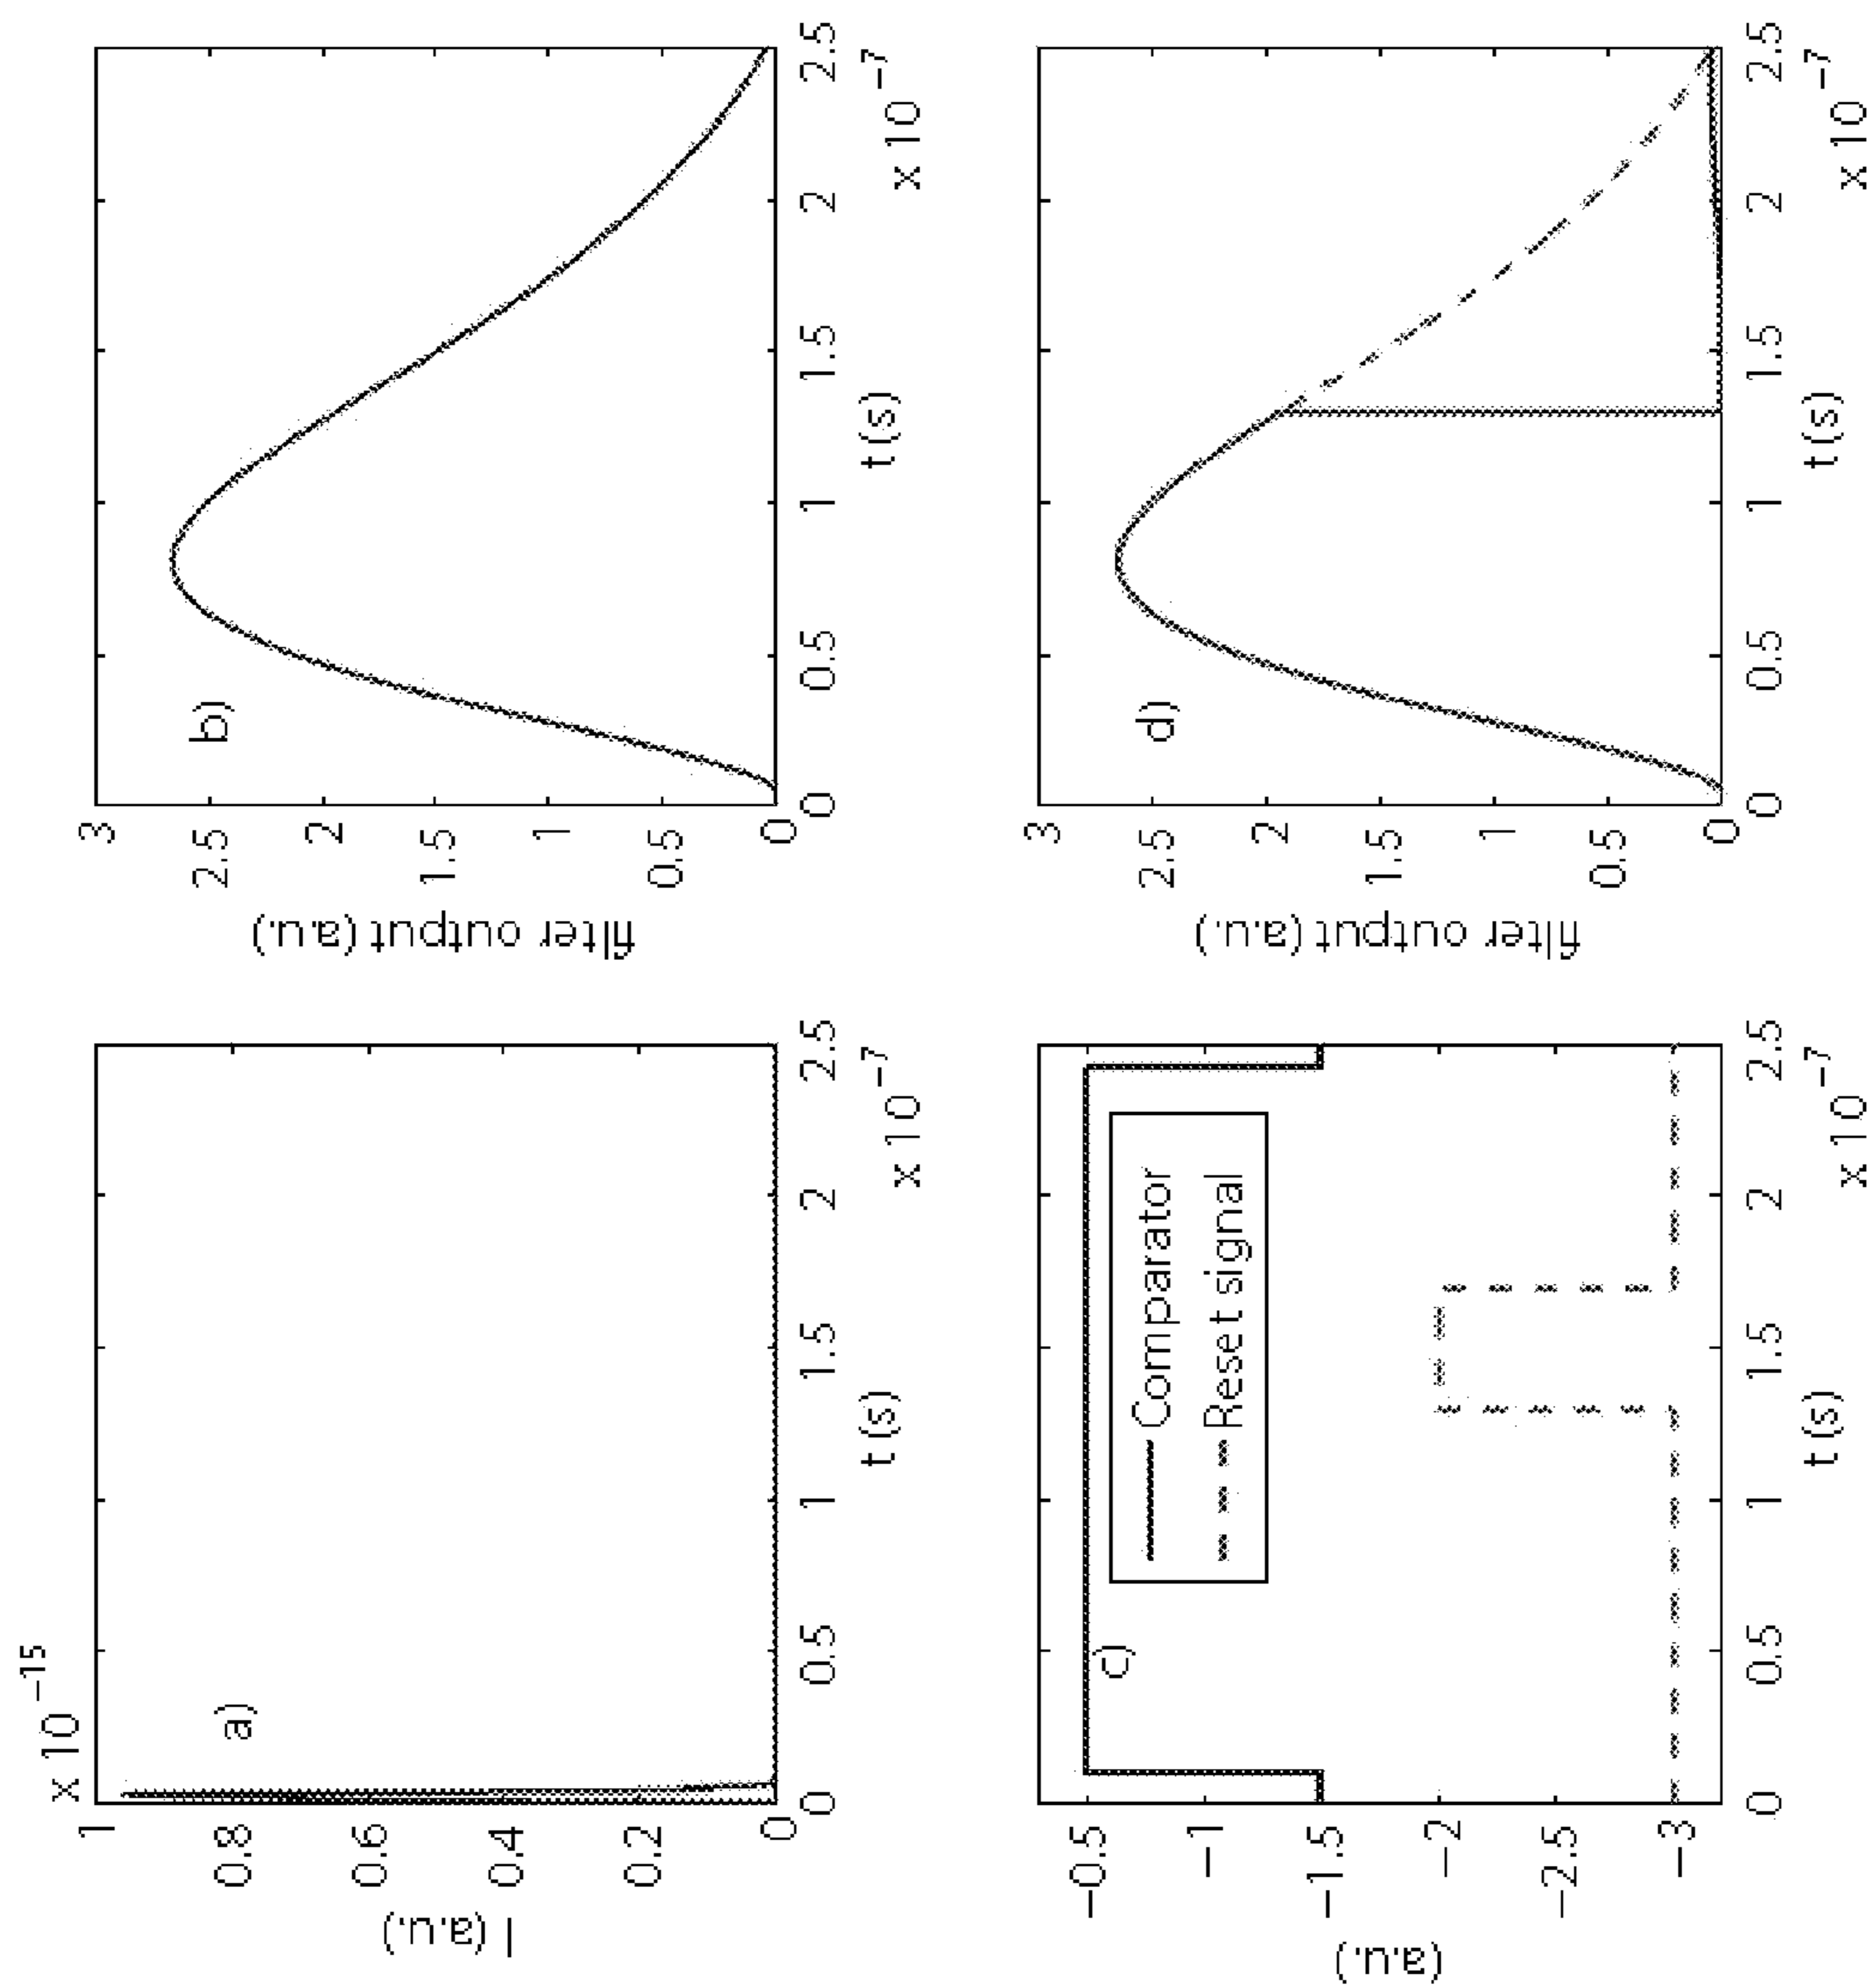 x 10⁻¹⁵
a)
1
0.8
0.6
0.4
0.2
0
I (a.u.)
0 0.5 1 1.5 2 2.5
t (s)
x 10⁻⁷
b)
3
2.5
2
1.5
1
0.5
0
filter output (a.u.)
0 0.5 1 1.5 2 2.5
t (s)
x 10⁻⁷
c)
−0.5
−1
−1.5
−2
−2.5
−3
(a.u.)
Comparator
Reset signal
0 0.5 1 1.5 2 2.5
t (s)
x 10⁻⁷
d)
3
2.5
2
1.5
1
0.5
0
filter output (a.u.)
0 0.5 1 1.5 2 2.5
t (s)
x 10⁻⁷